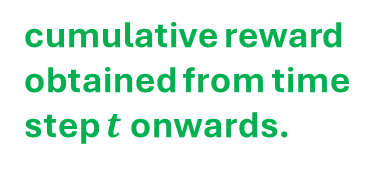 cumulative reward
obtained from time
step t onwards.